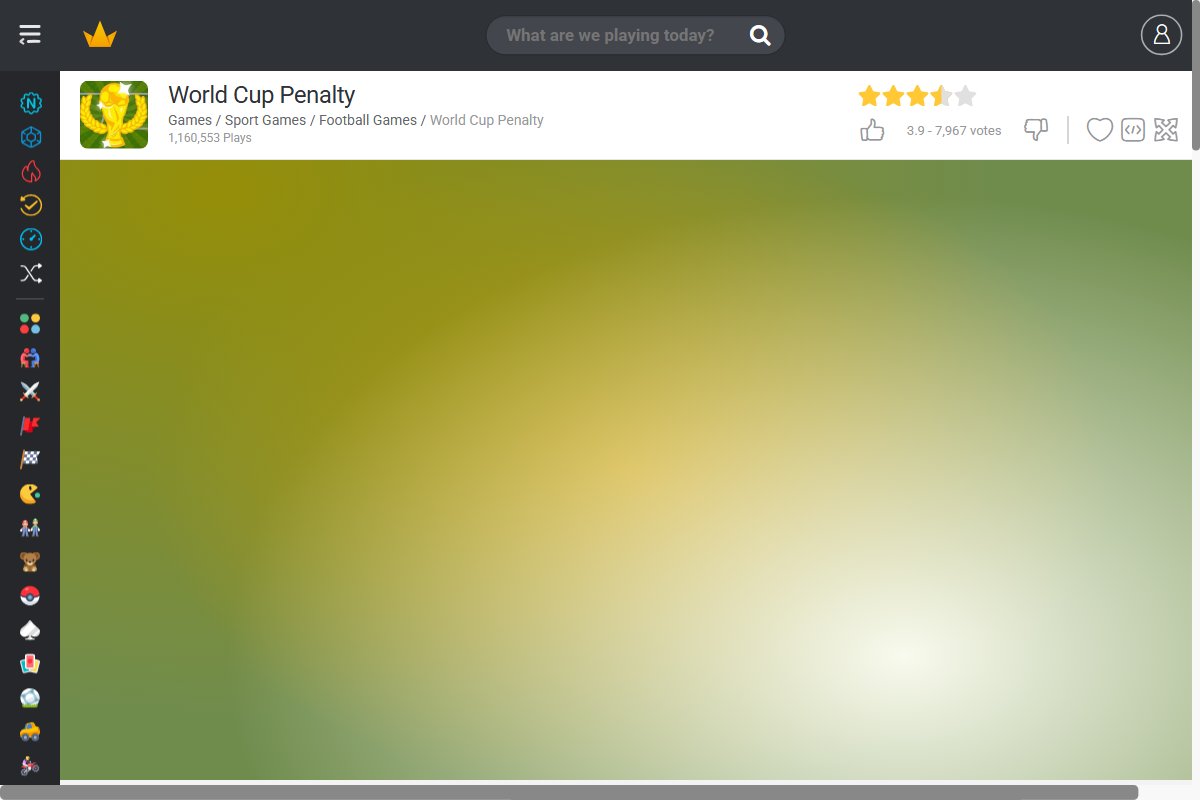 What are we playing today?
World Cup Penalty
Games / Sport Games / Football Games / World Cup Penalty
1,160,553 Plays
3.9 - 7,967 votes
N